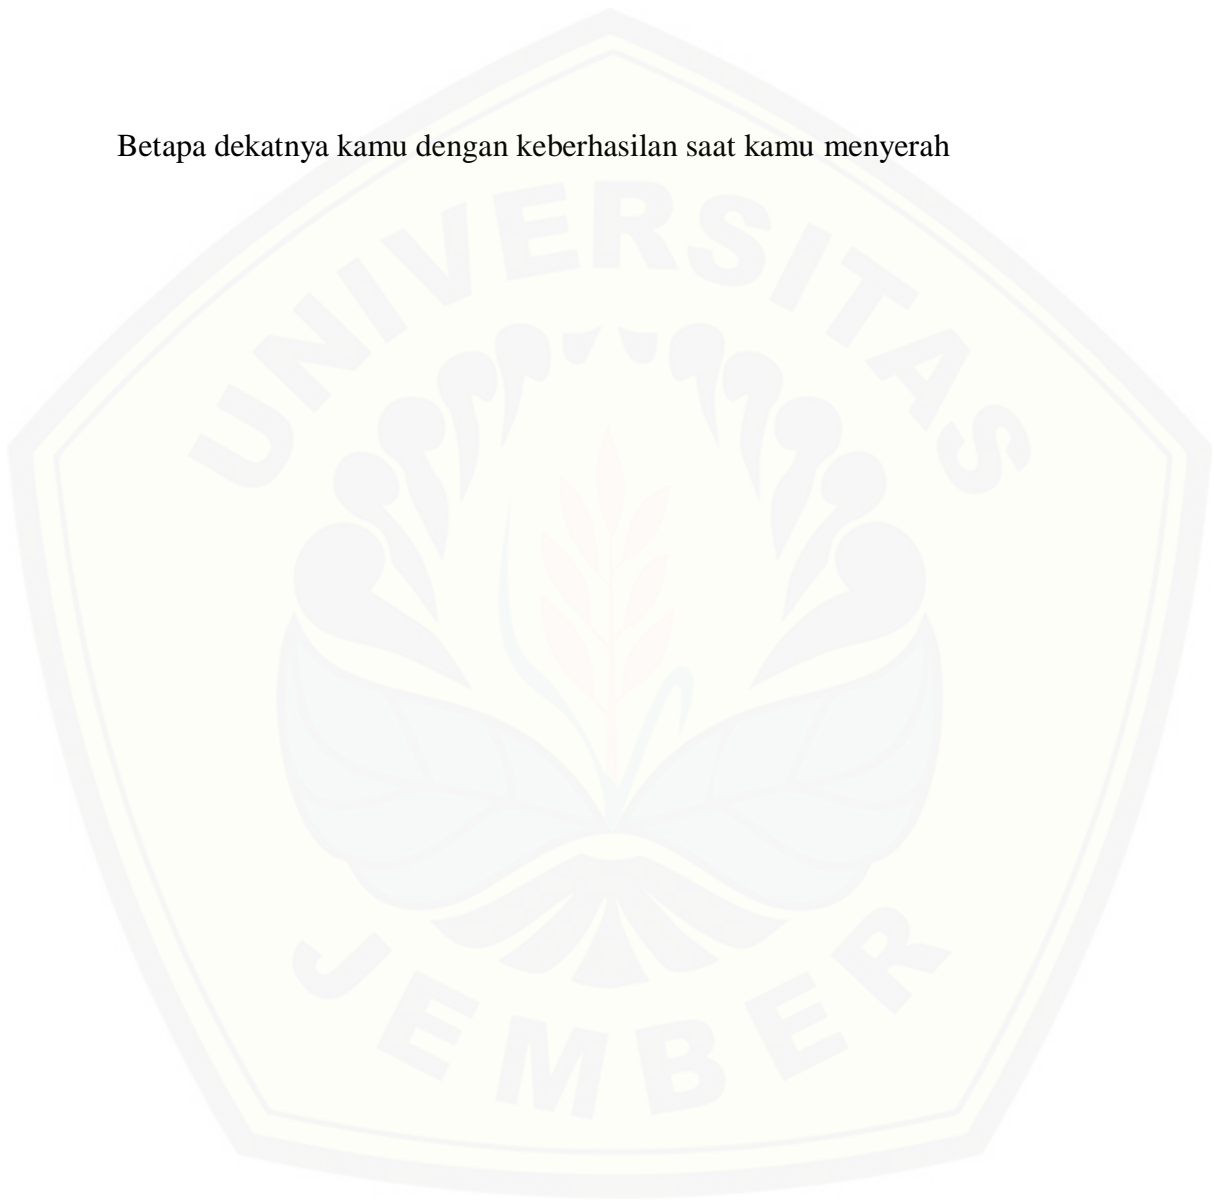 Betapa dekatnya kamu dengan keberhasilan saat kamu menyerah
UNIVERSITAS
JEMBER